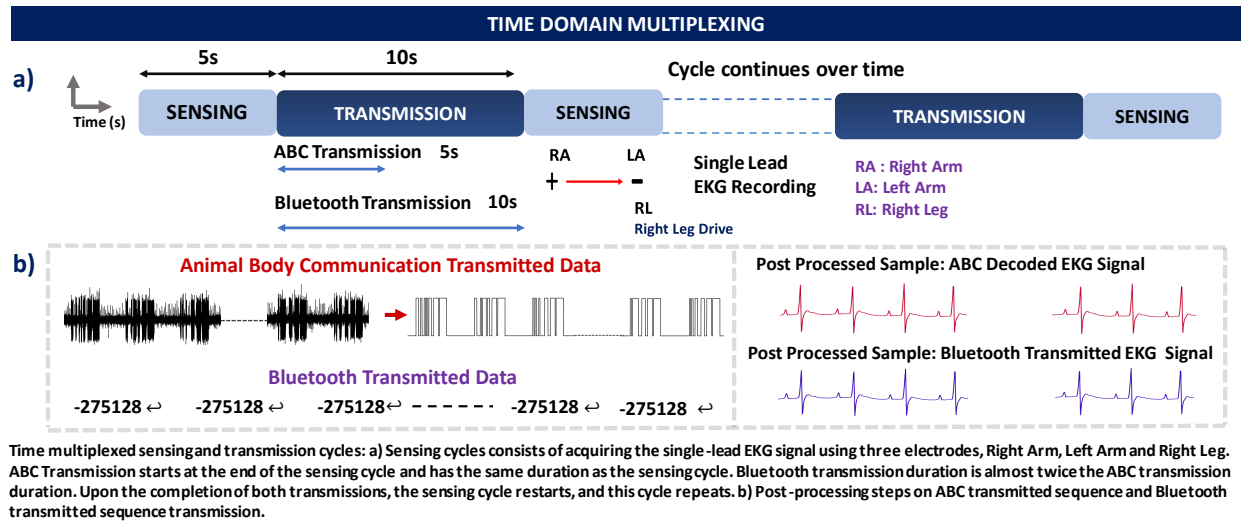 TIME DOMAIN MULTIPLEXING
a)
5s
10s
Cycle continues over time
Time (s)
SENSING
TRANSMISSION
SENSING
TRANSMISSION
SENSING
ABC Transmission 5s
Bluetooth Transmission 10s
RA
LA
RL
Right Leg Drive
Single Lead
EKG Recording
RA : Right Arm
LA: Left Arm
RL: Right Leg
b)
Animal Body Communication Transmitted Data
Bluetooth Transmitted Data
-275128 ↩ -275128 ↩ -275128↩ -275128 ↩ -275128 ↩
Post Processed Sample: ABC Decoded EKG Signal
Post Processed Sample: Bluetooth Transmitted EKG Signal
Time multiplexed sensing and transmission cycles: a) Sensing cycles consists of acquiring the single-lead EKG signal using three electrodes, Right Arm, Left Arm and Right Leg.
ABC Transmission starts at the end of the sensing cycle and has the same duration as the sensing cycle. Bluetooth transmission duration is almost twice the ABC transmission
duration. Upon the completion of both transmissions, the sensing cycle restarts, and this cycle repeats. b) Post-processing steps on ABC transmitted sequence and Bluetooth
transmitted sequence transmission.